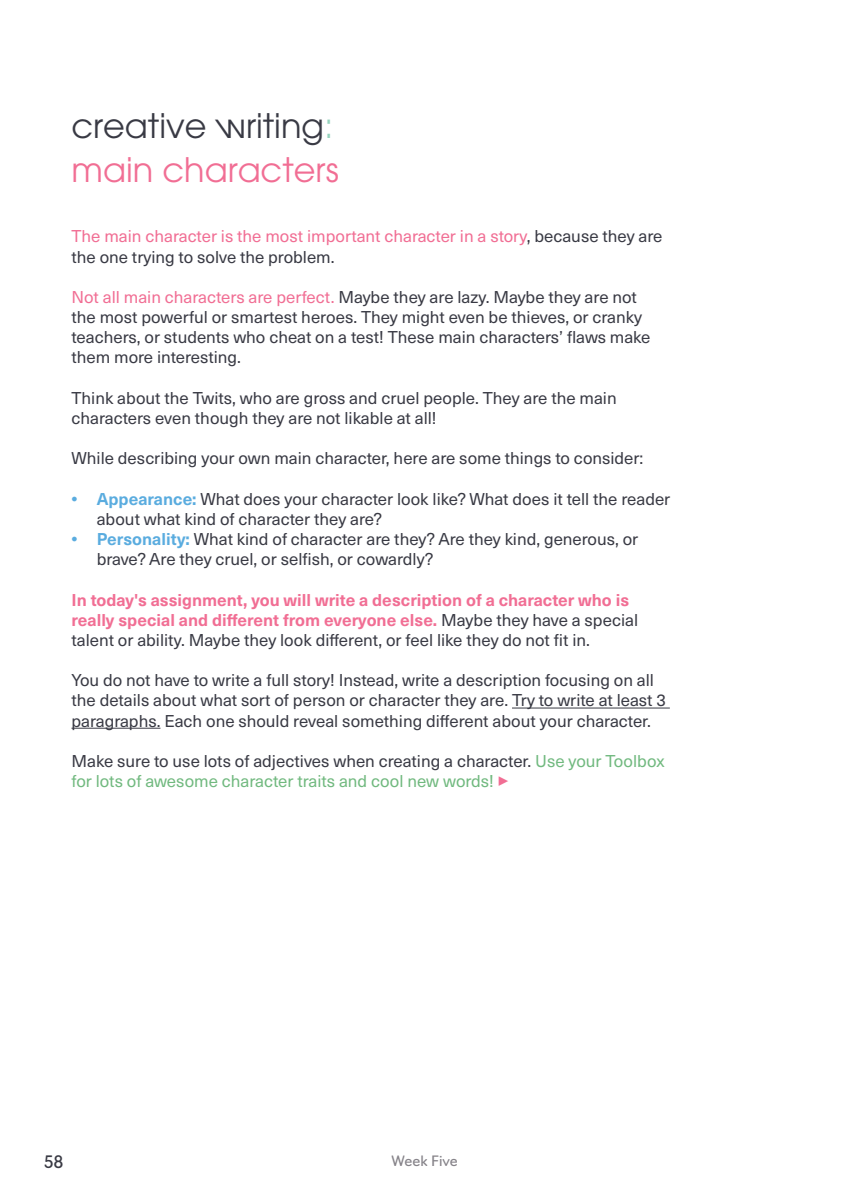 creative writing:
main characters
The main character is the most important character in a story, because they are
the one trying to solve the problem.
Not all main characters are perfect. Maybe they are lazy. Maybe they are not
the most powerful or smartest heroes. They might even be thieves, or cranky
teachers, or students who cheat on a test! These main characters’ flaws make
them more interesting.
Think about the Twits, who are gross and cruel people. They are the main
characters even though they are not likable at all!
While describing your own main character, here are some things to consider:
• Appearance: What does your character look like? What does it tell the reader
about what kind of character they are?
• Personality: What kind of character are they? Are they kind, generous, or
brave? Are they cruel, or selfish, or cowardly?
In today's assignment, you will write a description of a character who is
really special and different from everyone else. Maybe they have a special
talent or ability. Maybe they look different, or feel like they do not fit in.
You do not have to write a full story! Instead, write a description focusing on all
the details about what sort of person or character they are. Try to write at least 3
paragraphs. Each one should reveal something different about your character.
Make sure to use lots of adjectives when creating a character. Use your Toolbox
for lots of awesome character traits and cool new words! ▶
58
Week Five